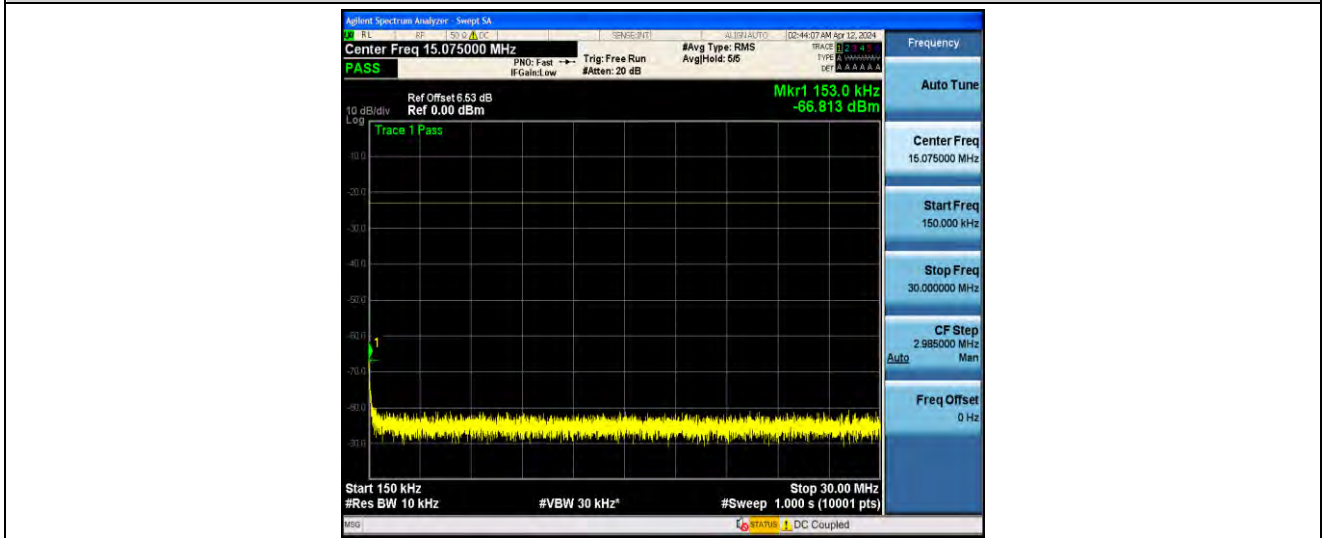 Agilent Spectrum Analyzer - Swept SA
RL RF 50 Ω DC SENSE:INT ALIGN AUTO 02:44:07 AM Apr 12, 2024
Center Freq 15.075000 MHz
PASS
PNO: Fast
IFGain:Low
Trig: Free Run
#Atten: 20 dB
#Avg Type: RMS
Avg|Hold: 5/5
TRACE 1 2 3 4 5 6
TYPE A
DET A A A A A A
Mkr1 153.0 kHz
-66.813 dBm
Ref Offset 6.53 dB
10 dB/div Ref 0.00 dBm
Log
Trace 1 Pass
-10.0
-20.0
-30.0
-40.0
-50.0
-60.0
1
-70.0
-80.0
-90.0
Start 150 kHz Stop 30.00 MHz
#Res BW 10 kHz #VBW 30 kHz* #Sweep 1.000 s (10001 pts)
MSG STATUS DC Coupled
Frequency
Auto Tune
Center Freq
15.075000 MHz
Start Freq
150.000 kHz
Stop Freq
30.000000 MHz
CF Step
2.985000 MHz
Auto Man
Freq Offset
0 Hz